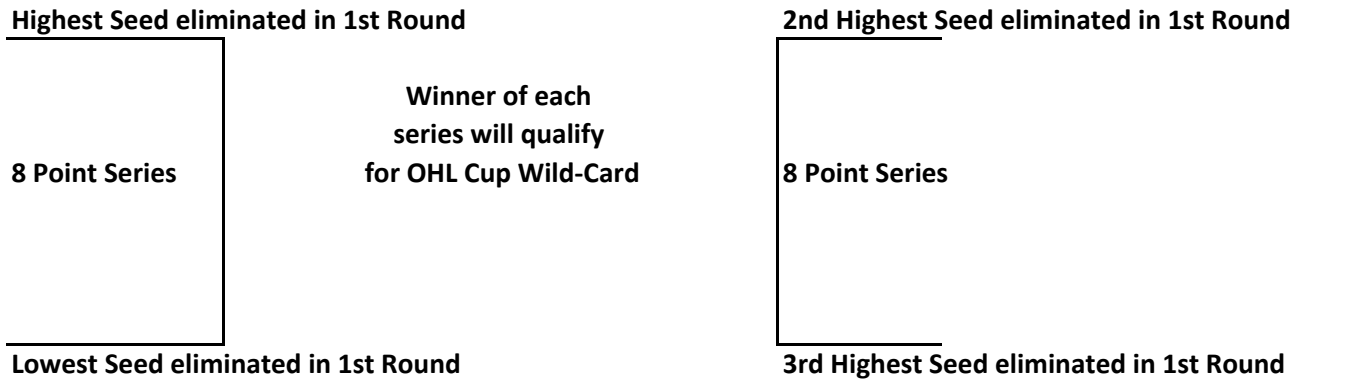 Highest Seed eliminated in 1st Round
2nd Highest Seed eliminated in 1st Round
Winner of each
series will qualify
8 Point Series
for OHL Cup Wild-Card
8 Point Series
Lowest Seed eliminated in 1st Round
3rd Highest Seed eliminated in 1st Round